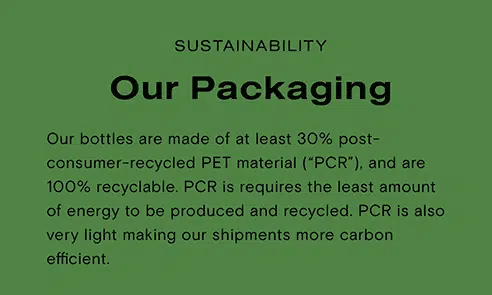 SUSTAINABILITY
Our Packaging
Our bottles are made of at least 30% post-
consumer-recycled PET material (“PCR”), and are
100% recyclable. PCR is requires the least amount
of energy to be produced and recycled. PCR is also
very light making our shipments more carbon
efficient.